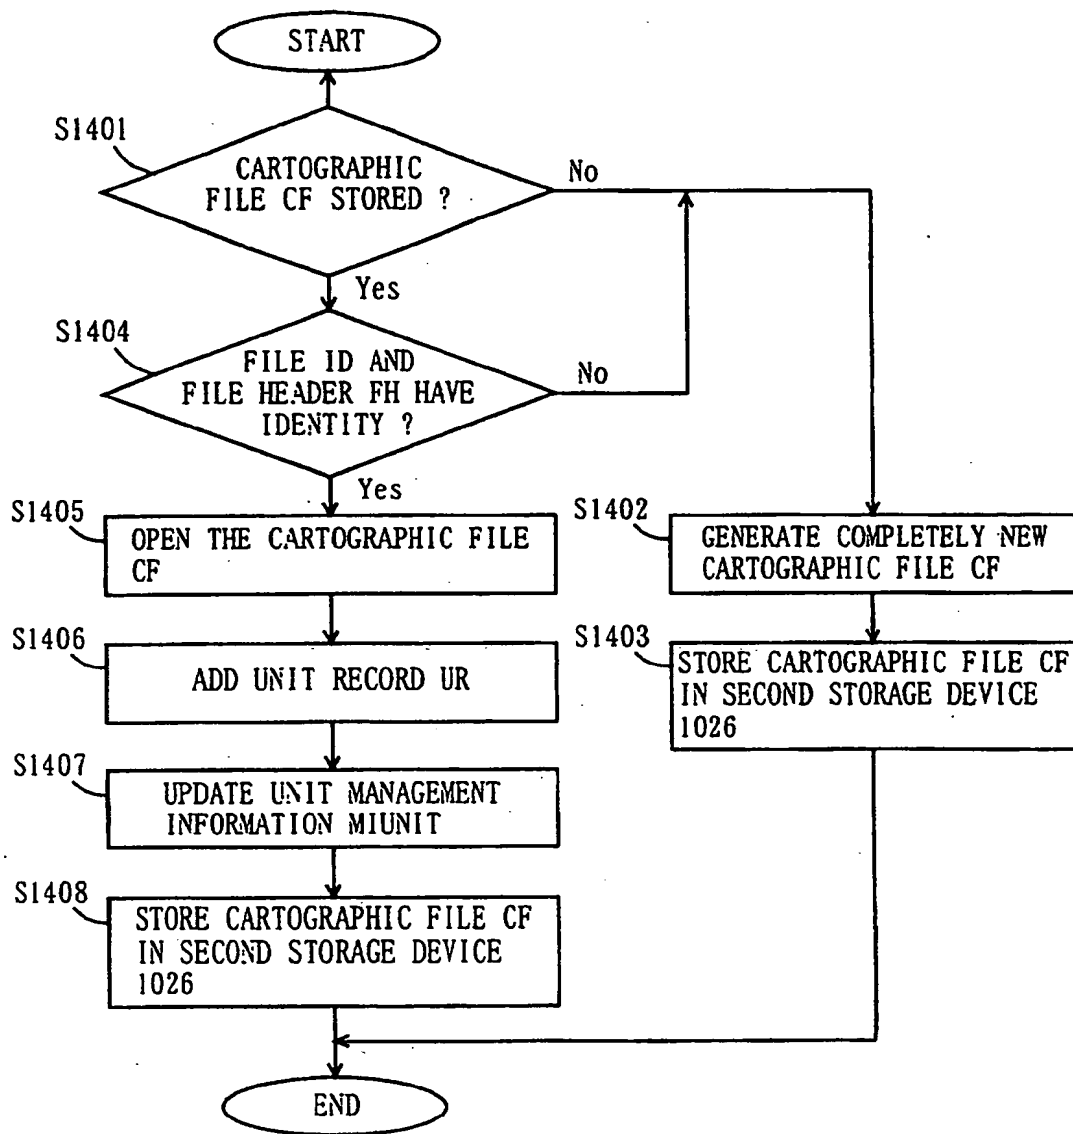 START
S1401
CARTOGRAPHIC
FILE CF STORED ?
No
Yes
S1404
FILE ID AND
FILE HEADER FH HAVE
IDENTITY ?
No
Yes
S1405
OPEN THE CARTOGRAPHIC FILE
CF
S1402
GENERATE COMPLETELY NEW
CARTOGRAPHIC FILE CF
S1406
ADD UNIT RECORD UR
S1403
STORE CARTOGRAPHIC FILE CF
IN SECOND STORAGE DEVICE
1026
S1407
UPDATE UNIT MANAGEMENT
INFORMATION MIUNIT
S1408
STORE CARTOGRAPHIC FILE CF
IN SECOND STORAGE DEVICE
1026
END